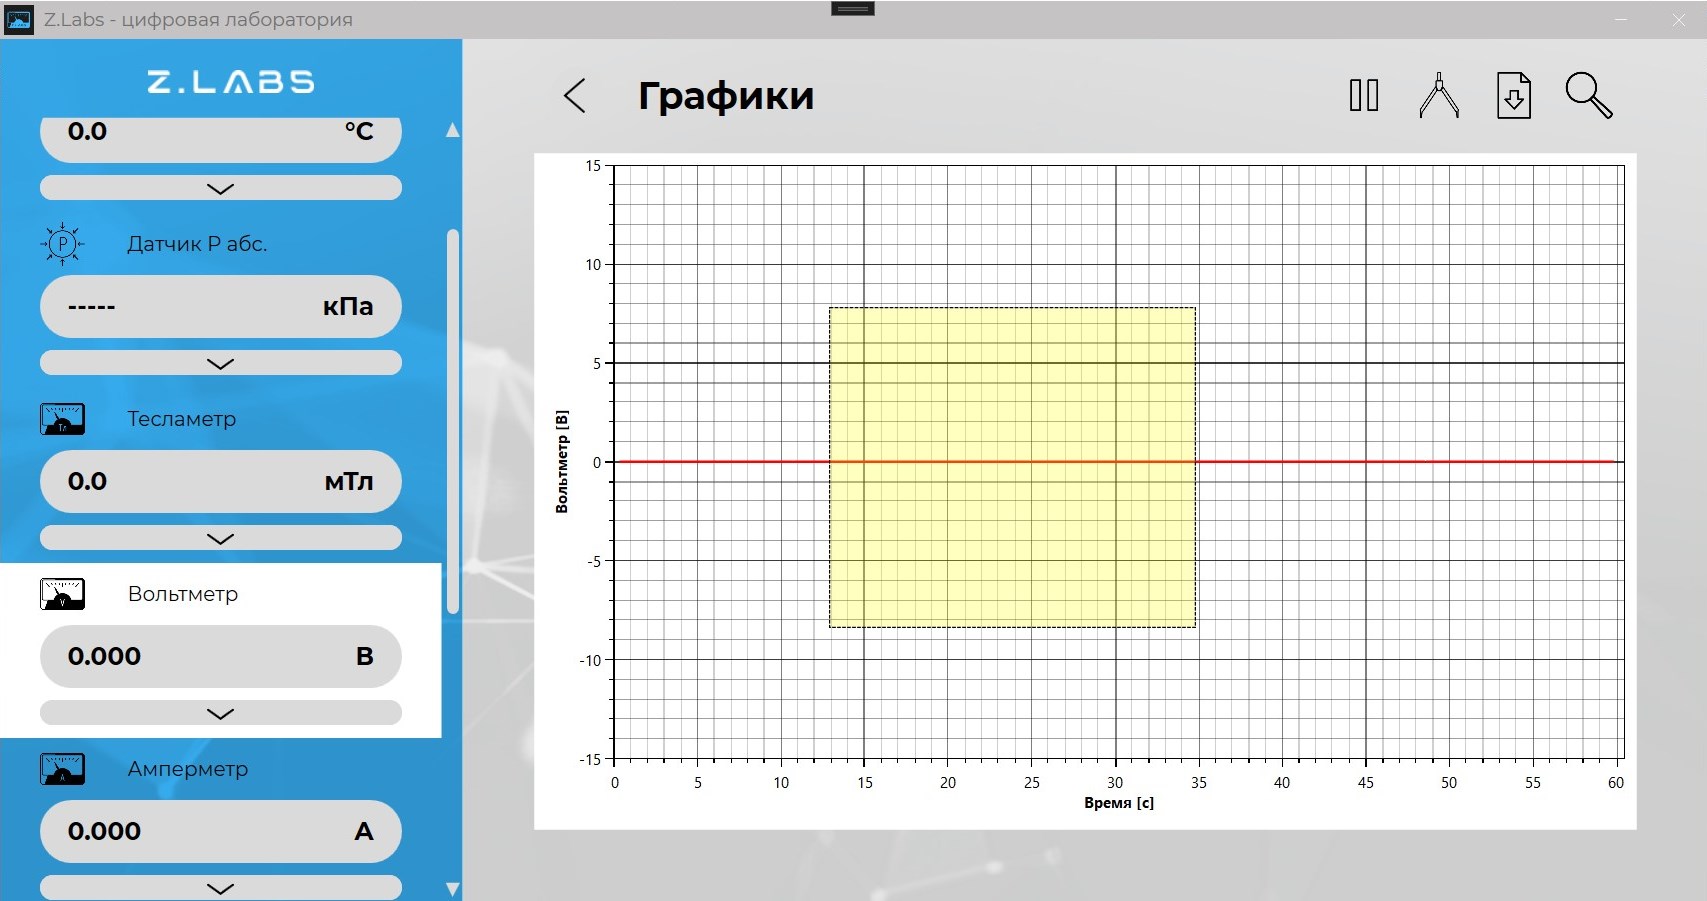 Z.Labs - цифровая лаборатория
Z.LABS
0.0 °C
P Датчик P абс.
----- кПа
Тл Тесламетр
0.0 мТл
V Вольтметр
0.000 В
A Амперметр
0.000 А
Графики
Вольтметр [В]
15
10
5
0
-5
-10
-15
0 5 10 15 20 25 30 35 40 45 50 55 60
Время [с]